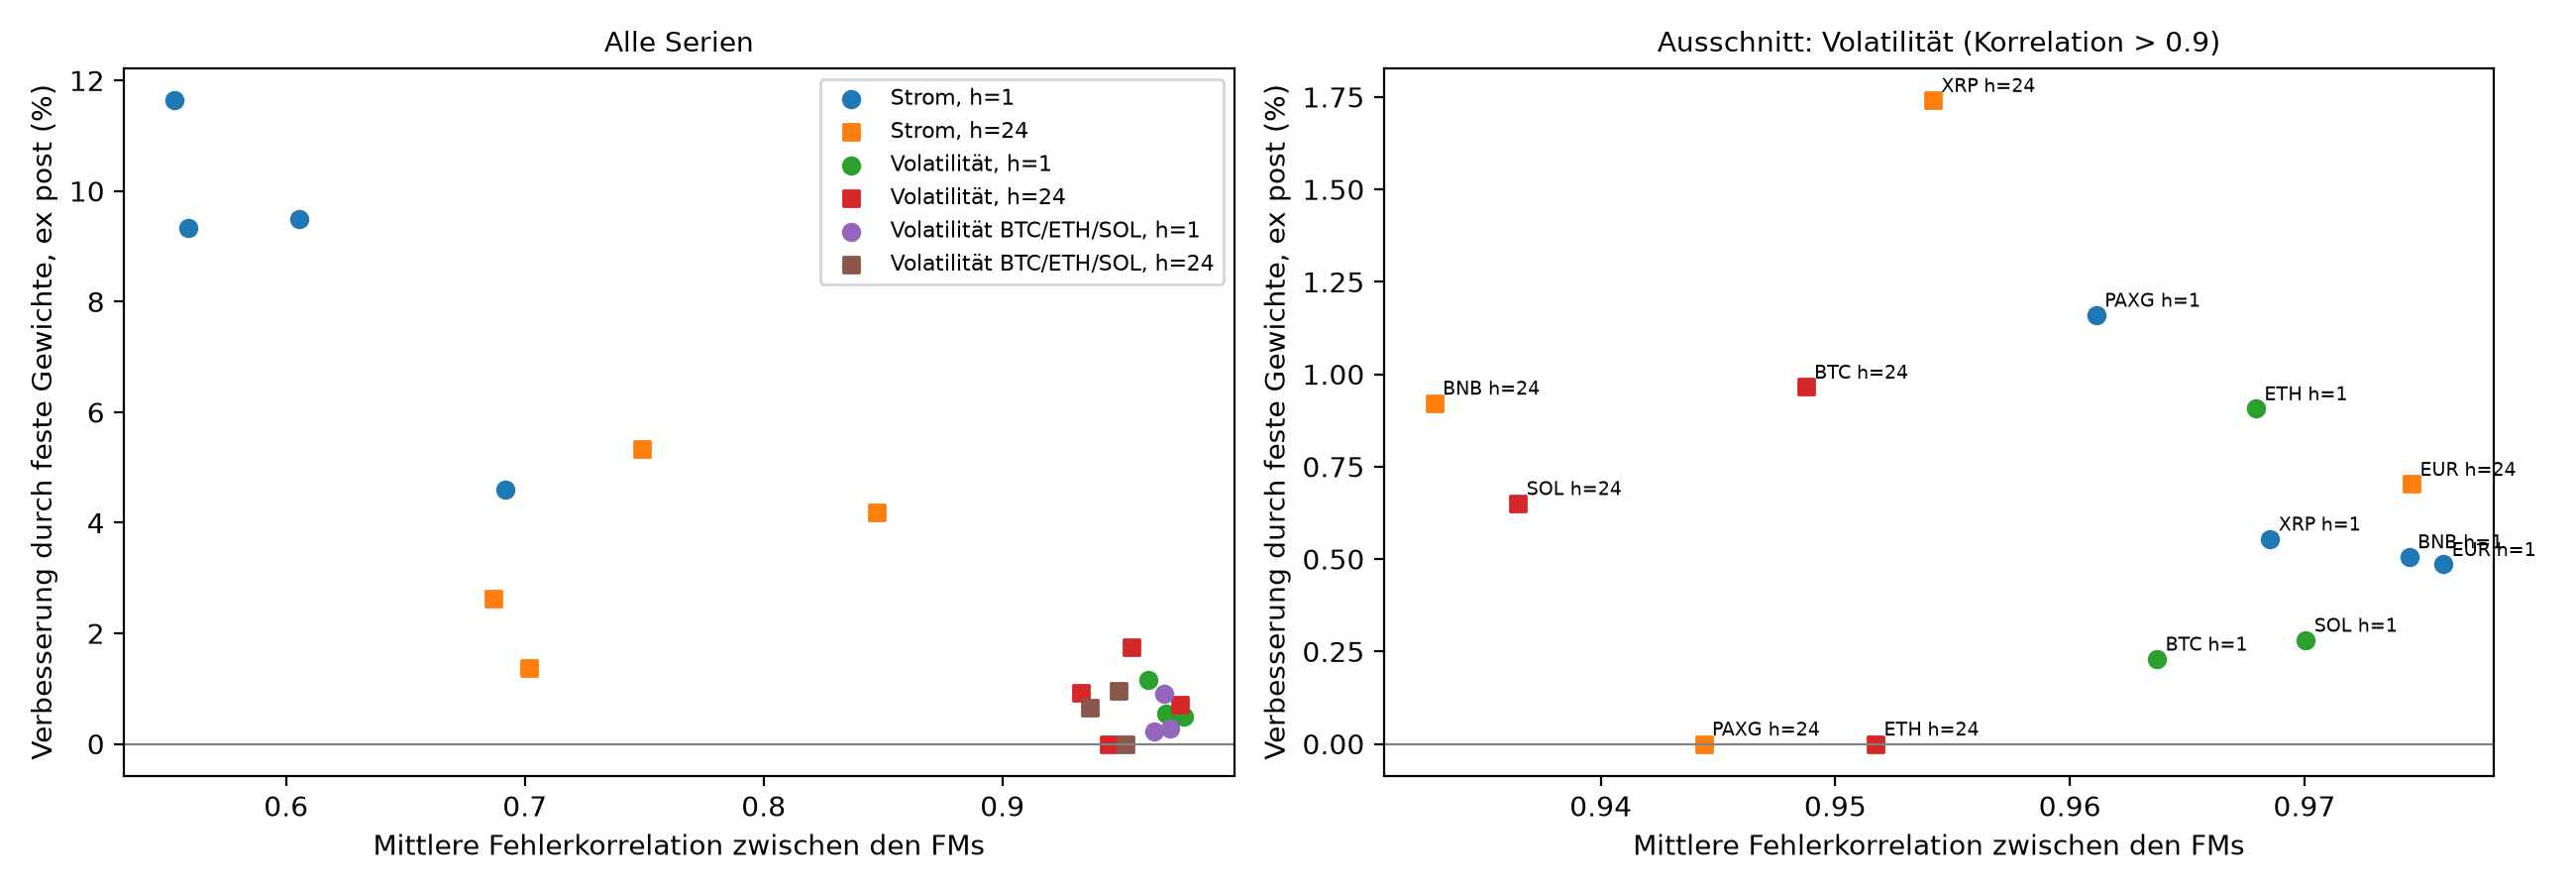 Alle Serien
Verbesserung durch feste Gewichte, ex post (%)
12
10
8
6
4
2
0
Strom, h=1
Strom, h=24
Volatilität, h=1
Volatilität, h=24
Volatilität BTC/ETH/SOL, h=1
Volatilität BTC/ETH/SOL, h=24
0.6 0.7 0.8 0.9
Mittlere Fehlerkorrelation zwischen den FMs
Ausschnitt: Volatilität (Korrelation > 0.9)
Verbesserung durch feste Gewichte, ex post (%)
1.75
1.50
1.25
1.00
0.75
0.50
0.25
0.00
XRP h=24
PAXG h=1
BTC h=24
BNB h=24
ETH h=1
EUR h=24
SOL h=24
XRP h=1
BNB h=1
EUR h=1
SOL h=1
BTC h=1
PAXG h=24
ETH h=24
0.94 0.95 0.96 0.97
Mittlere Fehlerkorrelation zwischen den FMs